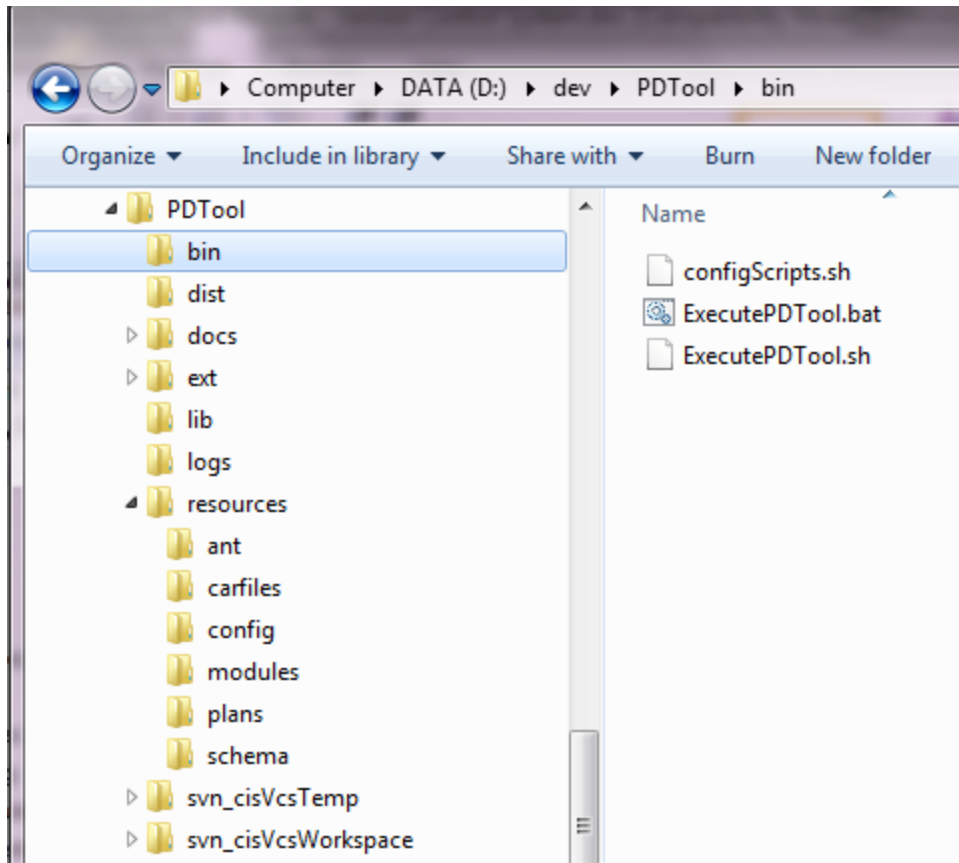 Computer DATA (D:) dev PDTool bin
Organize Include in library Share with Burn New folder
PDTool
bin
dist
docs
ext
lib
logs
resources
ant
carfiles
config
modules
plans
schema
svn_cisVcsTemp
svn_cisVcsWorkspace
Name
configScripts.sh
ExecutePDTool.bat
ExecutePDTool.sh